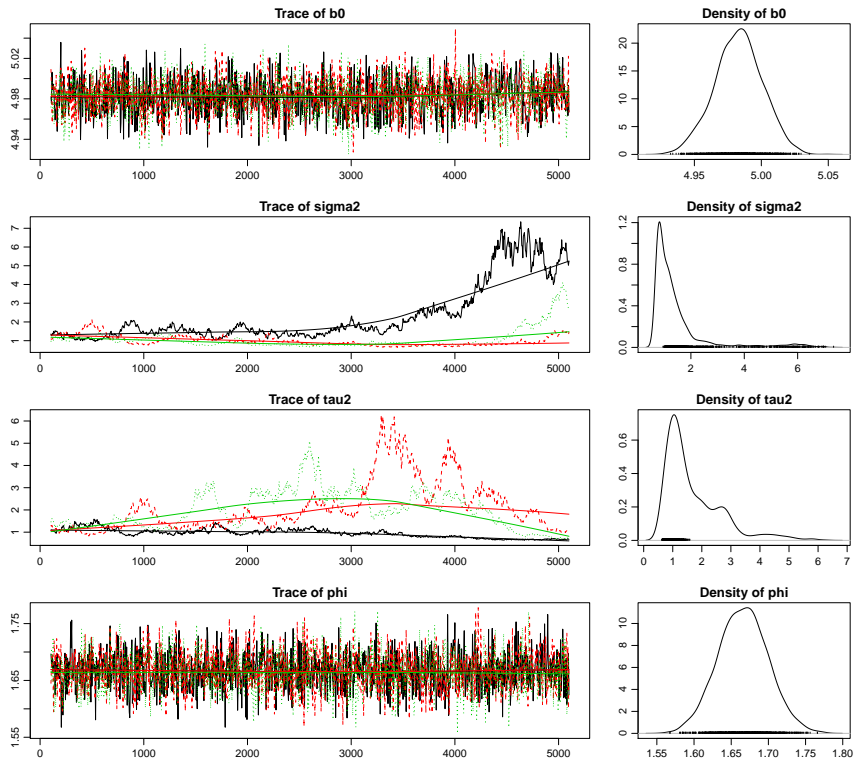 Trace of b0
4.94 4.98 5.02
0 1000 2000 3000 4000 5000
Density of b0
0 5 10 15 20
4.95 5.00 5.05
Trace of sigma2
1 2 3 4 5 6 7
0 1000 2000 3000 4000 5000
Density of sigma2
0.0 0.4 0.8 1.2
2 4 6
Trace of tau2
1 2 3 4 5 6
0 1000 2000 3000 4000 5000
Density of tau2
0.0 0.2 0.4 0.6
0 1 2 3 4 5 6 7
Trace of phi
1.55 1.65 1.75
0 1000 2000 3000 4000 5000
Density of phi
0 2 4 6 8 10
1.55 1.60 1.65 1.70 1.75 1.80